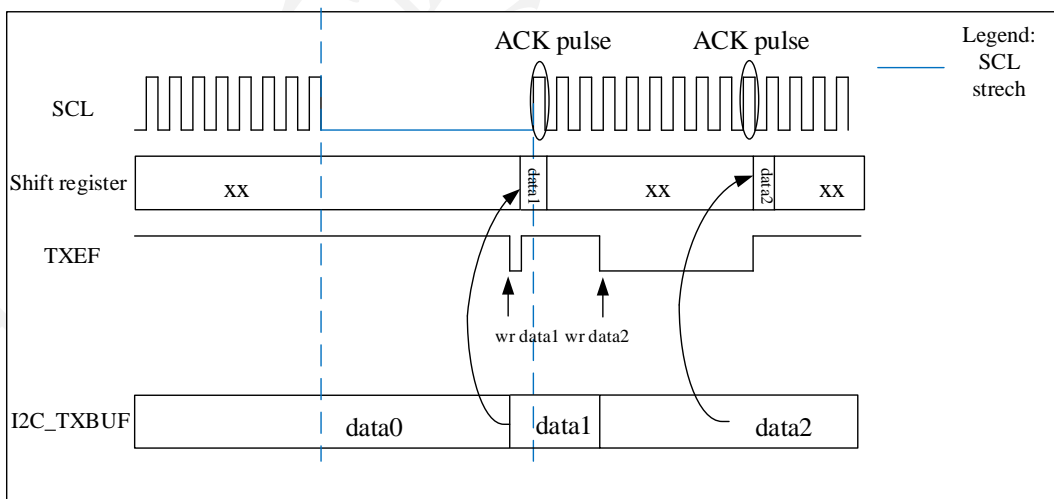 ACK pulse ACK pulse
Legend:
SCL
strech
SCL
Shift register
xx
data1
xx
data2
xx
TXEF
wr data1 wr data2
I2C_TXBUF
data0
data1
data2